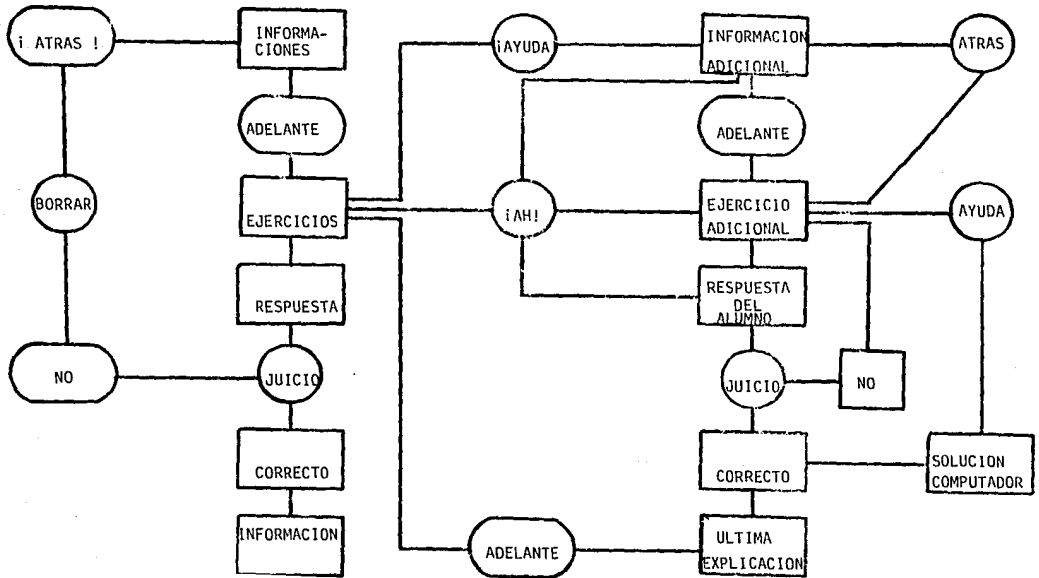 ¡ ATRAS !
INFORMA-
CIONES
¡AYUDA
INFORMACION
ADICIONAL
ATRAS
ADELANTE
ADELANTE
BORRAR
EJERCICIOS
¡AH!
EJERCICIO
ADICIONAL
AYUDA
RESPUESTA
RESPUESTA
DEL
ALUMNO
NO
JUICIO
JUICIO
NO
CORRECTO
CORRECTO
SOLUCION
COMPUTADOR
INFORMACION
ADELANTE
ULTIMA
EXPLICACION